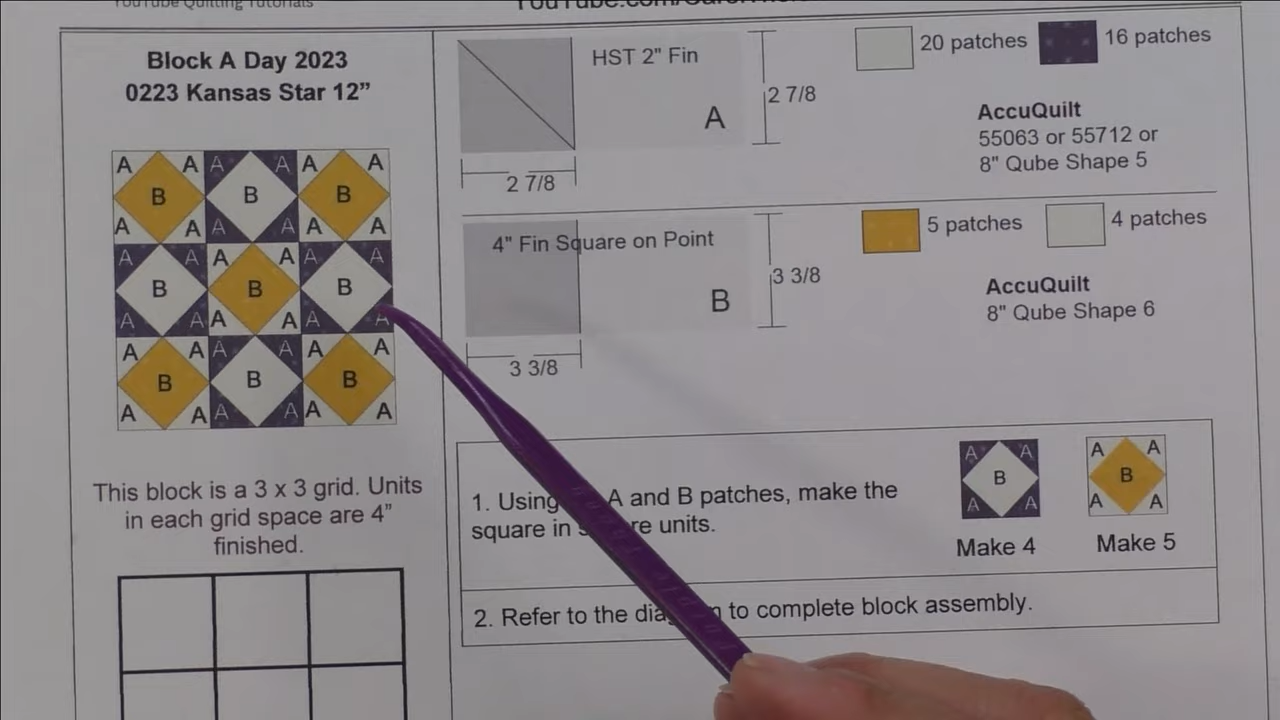 YouTube Quilting Tutorials
Block A Day 2023
0223 Kansas Star 12”
A A A A A A
B B B
A A A A A A
A A A A A A
B B B
A A A A A A
A A A A A A
B B B
A A A A A A
This block is a 3 x 3 grid. Units
in each grid space are 4”
finished.
HST 2" Fin
A
2 7/8
2 7/8
20 patches
16 patches
AccuQuilt
55063 or 55712 or
8" Qube Shape 5
4" Fin Square on Point
B
3 3/8
3 3/8
5 patches
4 patches
AccuQuilt
8" Qube Shape 6
1. Using A and B patches, make the
square in units.
A A
B
A A
Make 4
A A
B
A A
Make 5
2. Refer to the to complete block assembly.